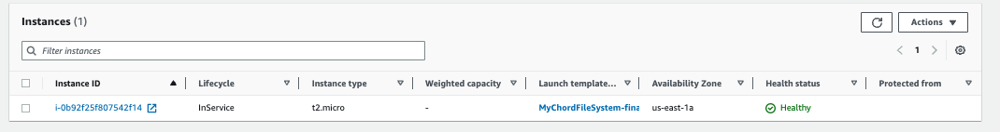 Instances (1)
Actions
Filter instances
1
Instance ID Lifecycle Instance type Weighted capacity Launch template... Availability Zone Health status Protected from
i-0b92f25f807542f14 InService t2.micro - MyChordFileSystem-fina us-east-1a Healthy